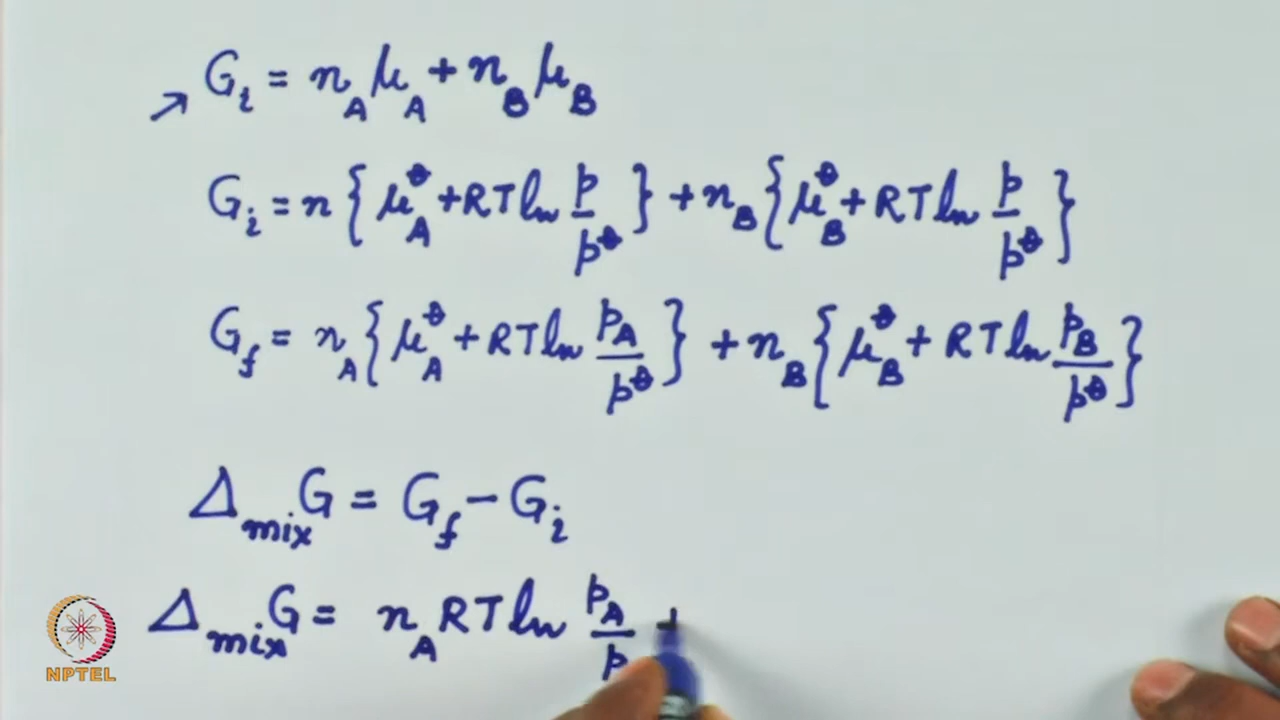 G_i = n_A μ_A + n_B μ_B
G_i = n { μ_A^θ + RT ln p/p^θ } + n_B { μ_B^θ + RT ln p/p^θ }
G_f = n_A { μ_A^θ + RT ln p_A/p^θ } + n_B { μ_B^θ + RT ln p_B/p^θ }
Δ_mix G = G_f − G_i
Δ_mix G = n_A RT ln p_A/p +
NPTEL